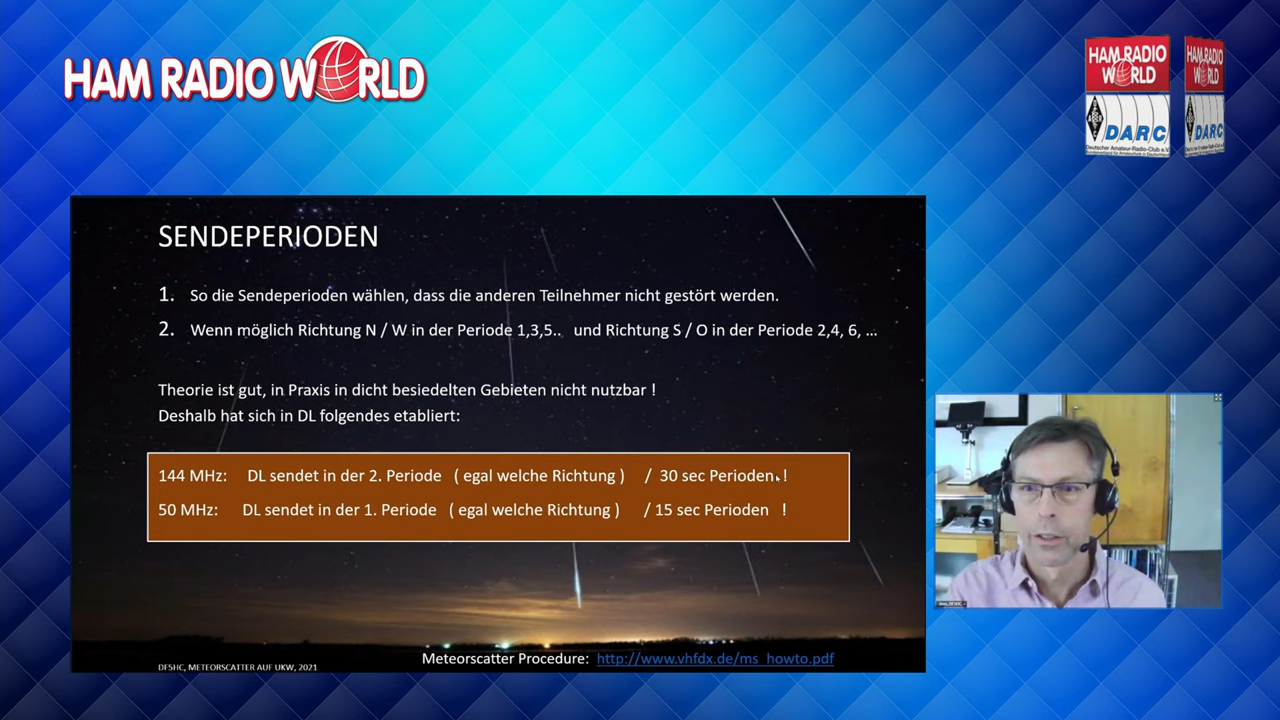 HAM RADIO WORLD
HAM RADIO
WORLD
DARC
Deutscher Amateur-Radio-Club e.V.
HAM RADIO
WORLD
DARC
SENDEPERIODEN
1. So die Sendeperioden wählen, dass die anderen Teilnehmer nicht gestört werden.
2. Wenn möglich Richtung N / W in der Periode 1,3,5.. und Richtung S / O in der Periode 2,4, 6, ...
Theorie ist gut, in Praxis in dicht besiedelten Gebieten nicht nutzbar !
Deshalb hat sich in DL folgendes etabliert:
144 MHz: DL sendet in der 2. Periode ( egal welche Richtung ) / 30 sec Perioden !
50 MHz: DL sendet in der 1. Periode ( egal welche Richtung ) / 15 sec Perioden !
Meteorscatter Procedure: http://www.vhfdx.de/ms_howto.pdf
DF5HC, METEORSCATTER AUF UKW, 2021